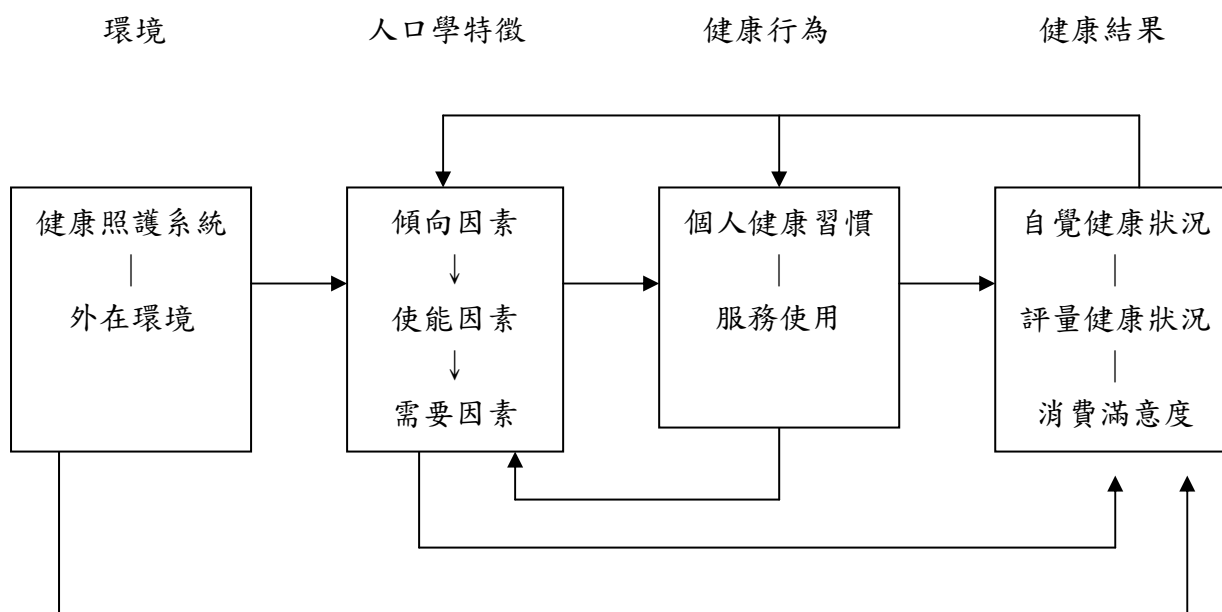 環境
人口學特徵
健康行為
健康結果
健康照護系統
外在環境
傾向因素
使能因素
需要因素
個人健康習慣
服務使用
自覺健康狀況
評量健康狀況
消費滿意度